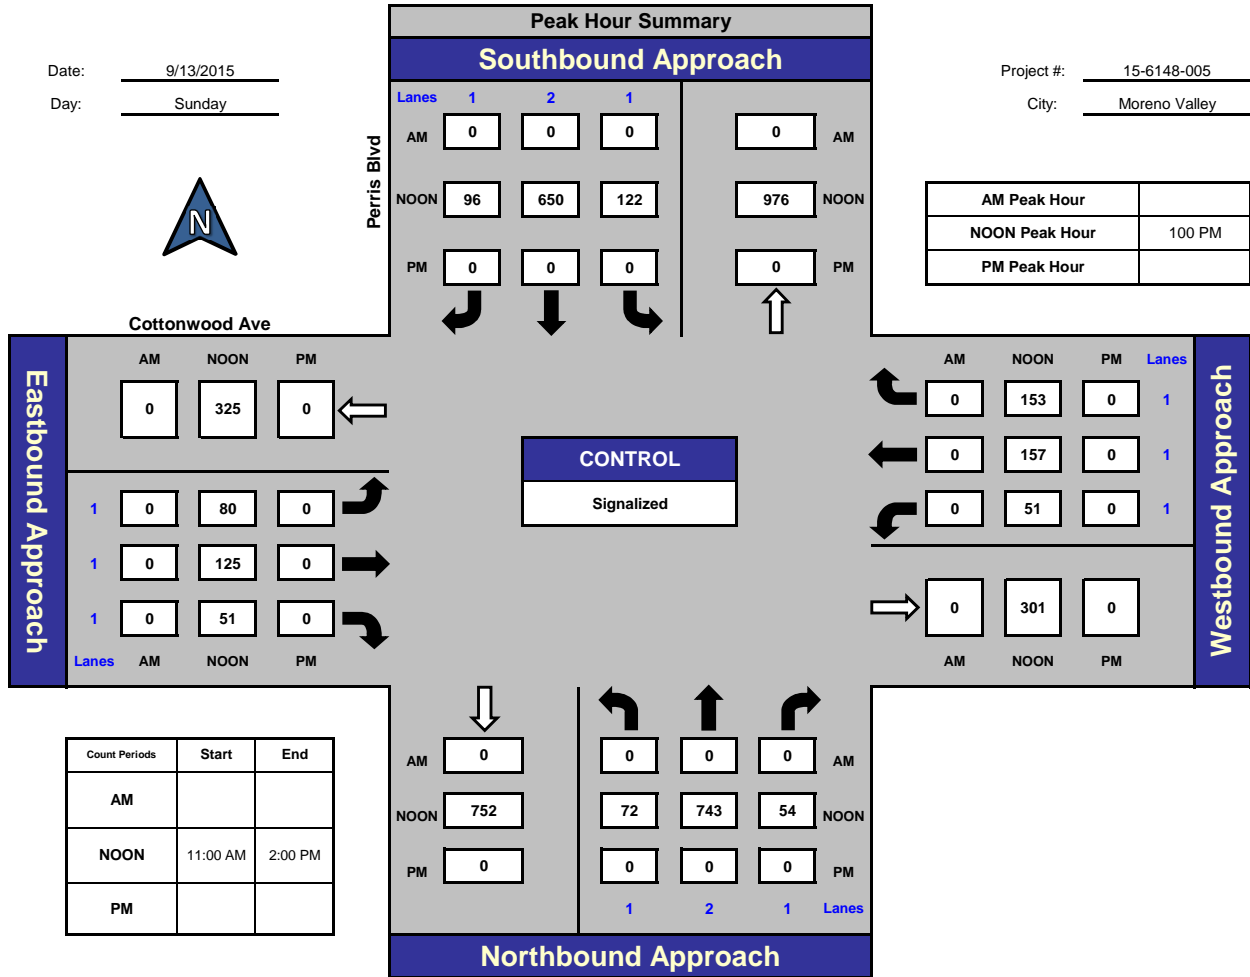 Peak Hour Summary
Southbound Approach
Date: 9/13/2015
Day: Sunday
Project #: 15-6148-005
City: Moreno Valley
N
Perris Blvd
Lanes 1 2 1
AM 0 0 0 0 AM
NOON 96 650 122 976 NOON
PM 0 0 0 0 PM
AM Peak Hour
NOON Peak Hour 100 PM
PM Peak Hour
Cottonwood Ave
Eastbound Approach
AM NOON PM
0 325 0
1 0 80 0
1 0 125 0
1 0 51 0
Lanes AM NOON PM
CONTROL
Signalized
AM NOON PM Lanes
0 153 0 1
0 157 0 1
0 51 0 1
0 301 0
AM NOON PM
Westbound Approach
Count Periods Start End
AM
NOON 11:00 AM 2:00 PM
PM
AM 0 0 0 0 AM
NOON 752 72 743 54 NOON
PM 0 0 0 0 PM
1 2 1 Lanes
Northbound Approach